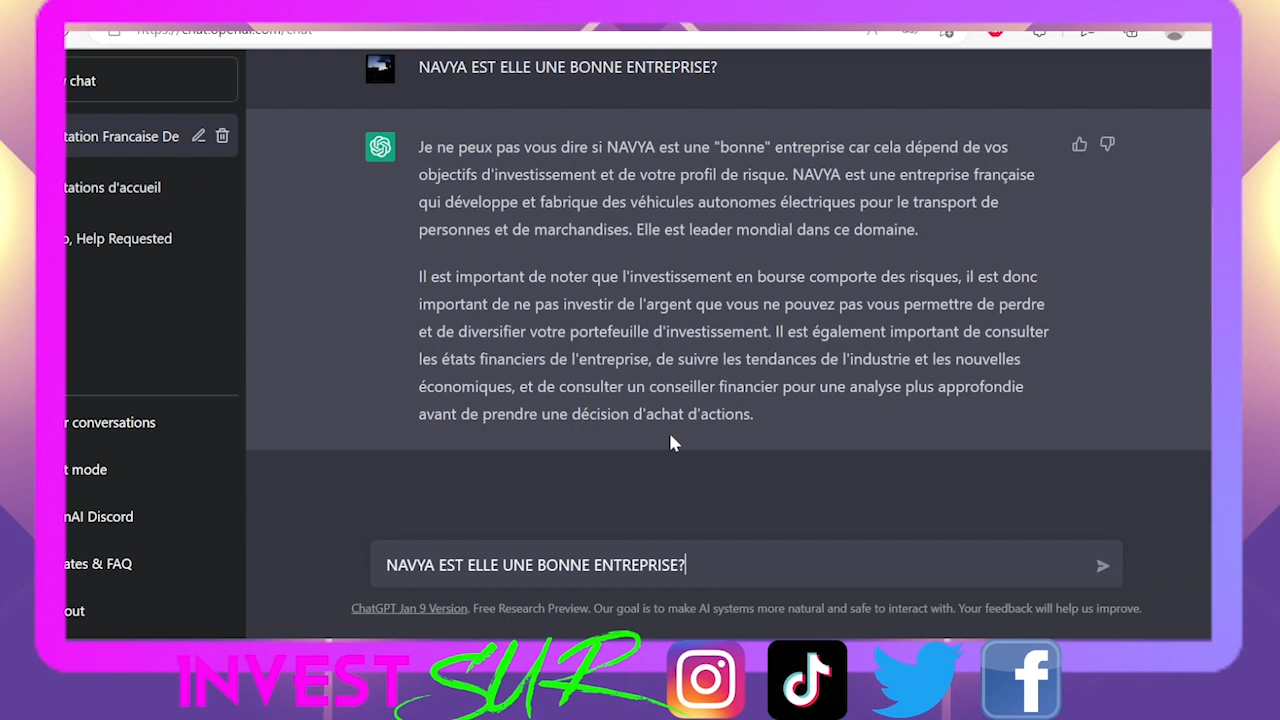 https://chat.openai.com/chat
NAVYA EST ELLE UNE BONNE ENTREPRISE?
chat
tation Francaise De
Je ne peux pas vous dire si NAVYA est une "bonne" entreprise car cela dépend de vos
objectifs d'investissement et de votre profil de risque. NAVYA est une entreprise française
qui développe et fabrique des véhicules autonomes électriques pour le transport de
personnes et de marchandises. Elle est leader mondial dans ce domaine.
tations d'accueil
o, Help Requested
Il est important de noter que l'investissement en bourse comporte des risques, il est donc
important de ne pas investir de l'argent que vous ne pouvez pas vous permettre de perdre
et de diversifier votre portefeuille d'investissement. Il est également important de consulter
les états financiers de l'entreprise, de suivre les tendances de l'industrie et les nouvelles
économiques, et de consulter un conseiller financier pour une analyse plus approfondie
avant de prendre une décision d'achat d'actions.
r conversations
t mode
nAI Discord
ates & FAQ
out
NAVYA EST ELLE UNE BONNE ENTREPRISE?
ChatGPT Jan 9 Version. Free Research Preview. Our goal is to make AI systems more natural and safe to interact with. Your feedback will help us improve.
INVEST SUR